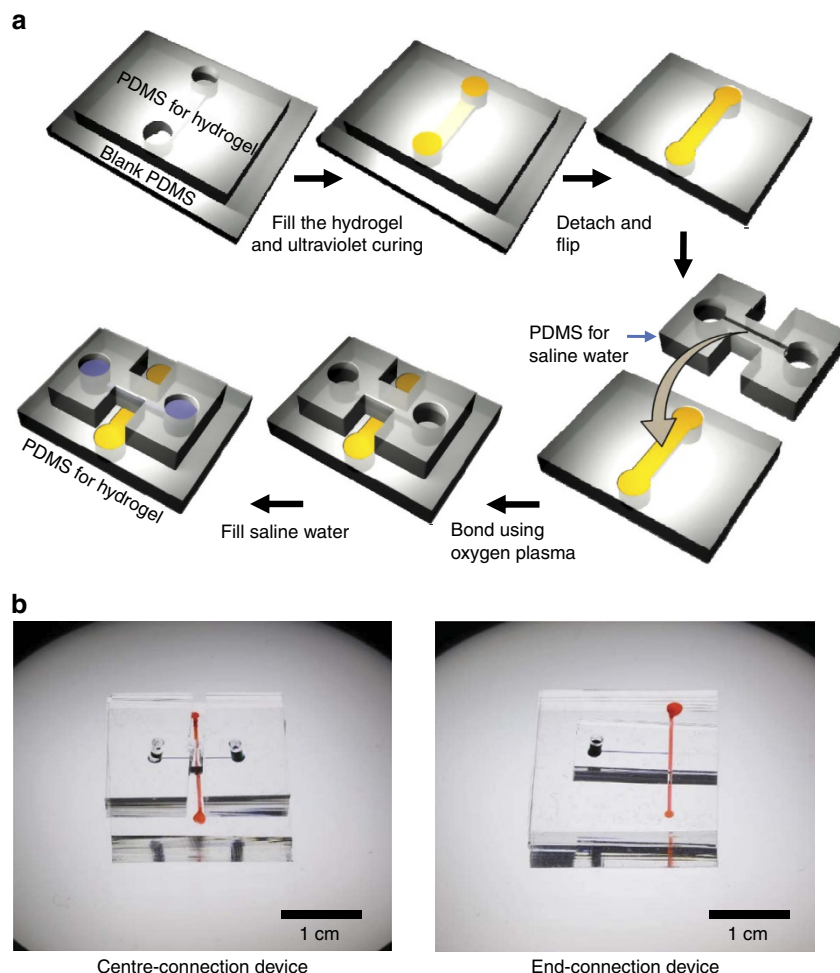 a
PDMS for hydrogel
Blank PDMS
Fill the hydrogel
and ultraviolet curing
Detach and
flip
PDMS for
saline water
PDMS for hydrogel
Fill saline water
Bond using
oxygen plasma
b
1 cm
1 cm
Centre-connection device
End-connection device